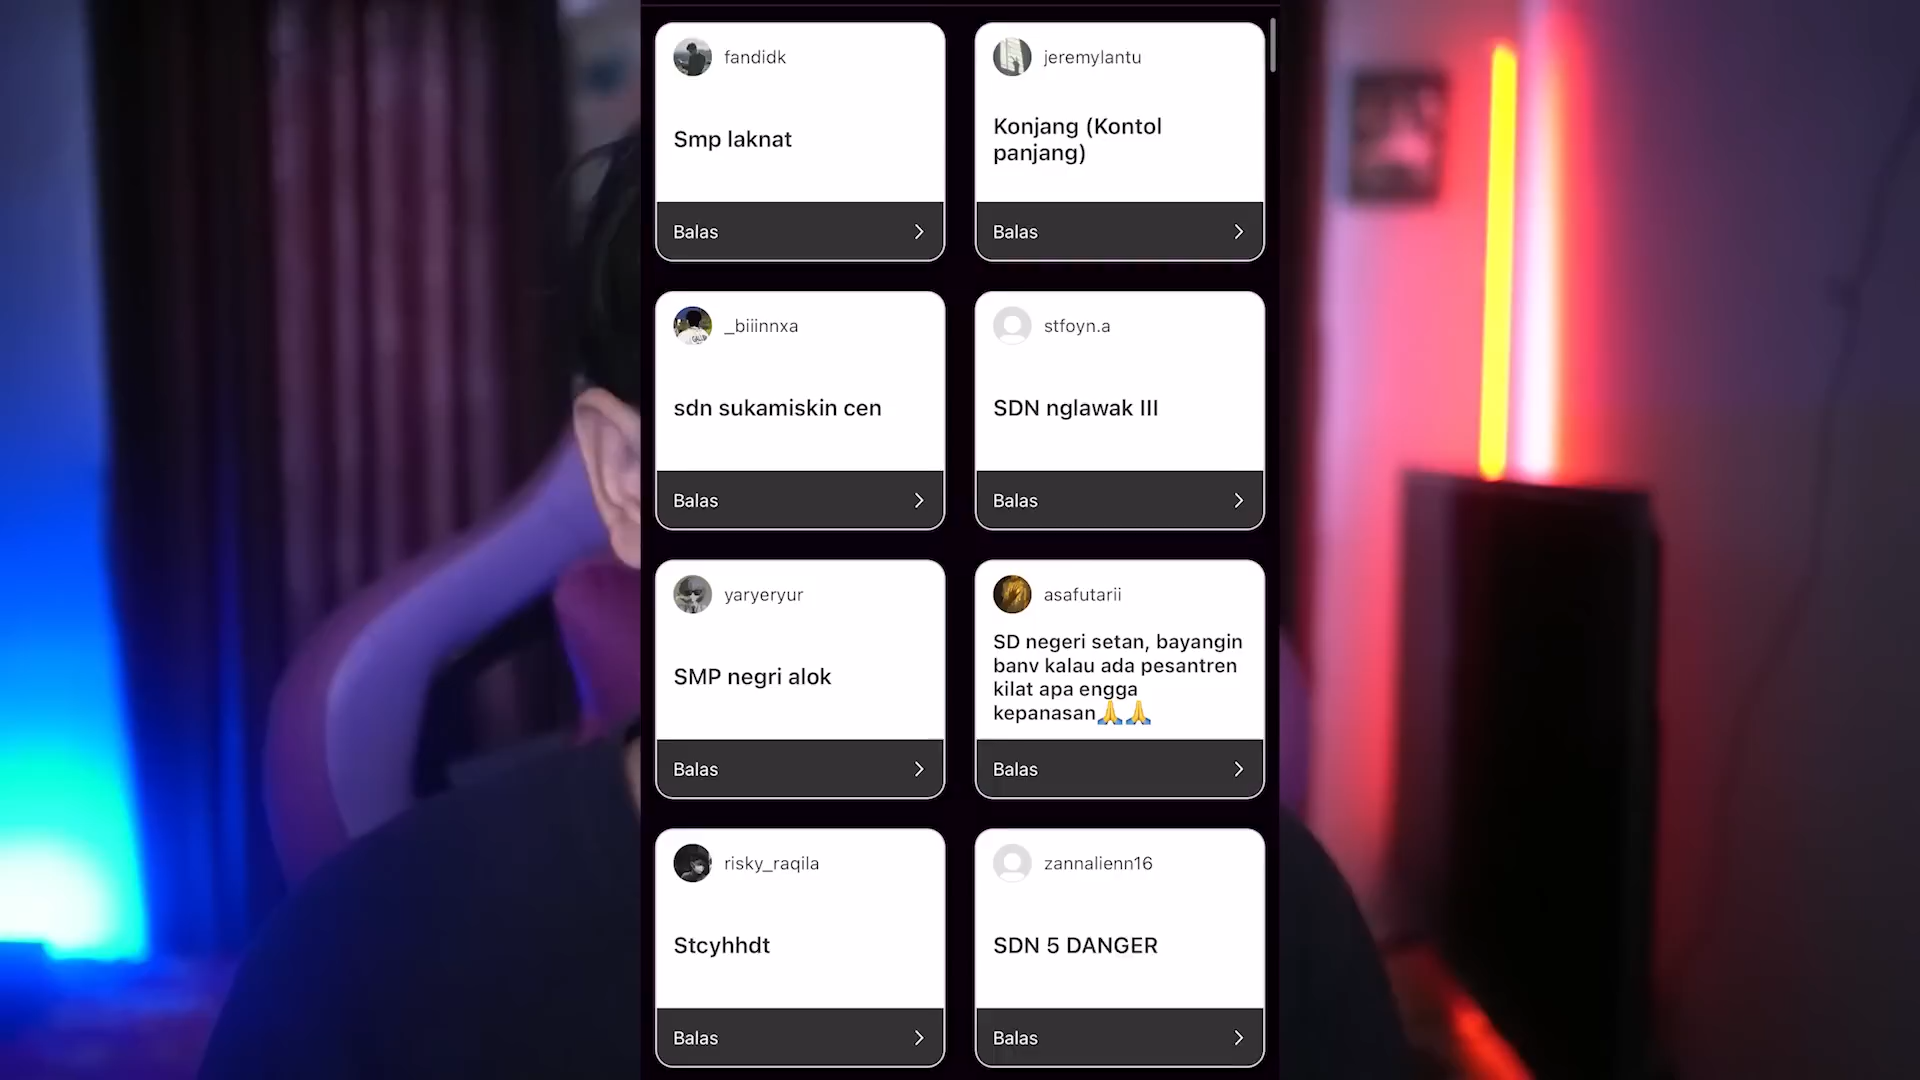 fandidk
Smp laknat
Balas
jeremylantu
Konjang (Kontol
panjang)
Balas
_biiinnxa
sdn sukamiskin cen
Balas
stfoyn.a
SDN nglawak III
Balas
yaryeryur
SMP negri alok
Balas
asafutarii
SD negeri setan, bayangin
banv kalau ada pesantren
kilat apa engga
kepanasan🙏🙏
Balas
risky_raqila
Stcyhhdt
Balas
zannalienn16
SDN 5 DANGER
Balas